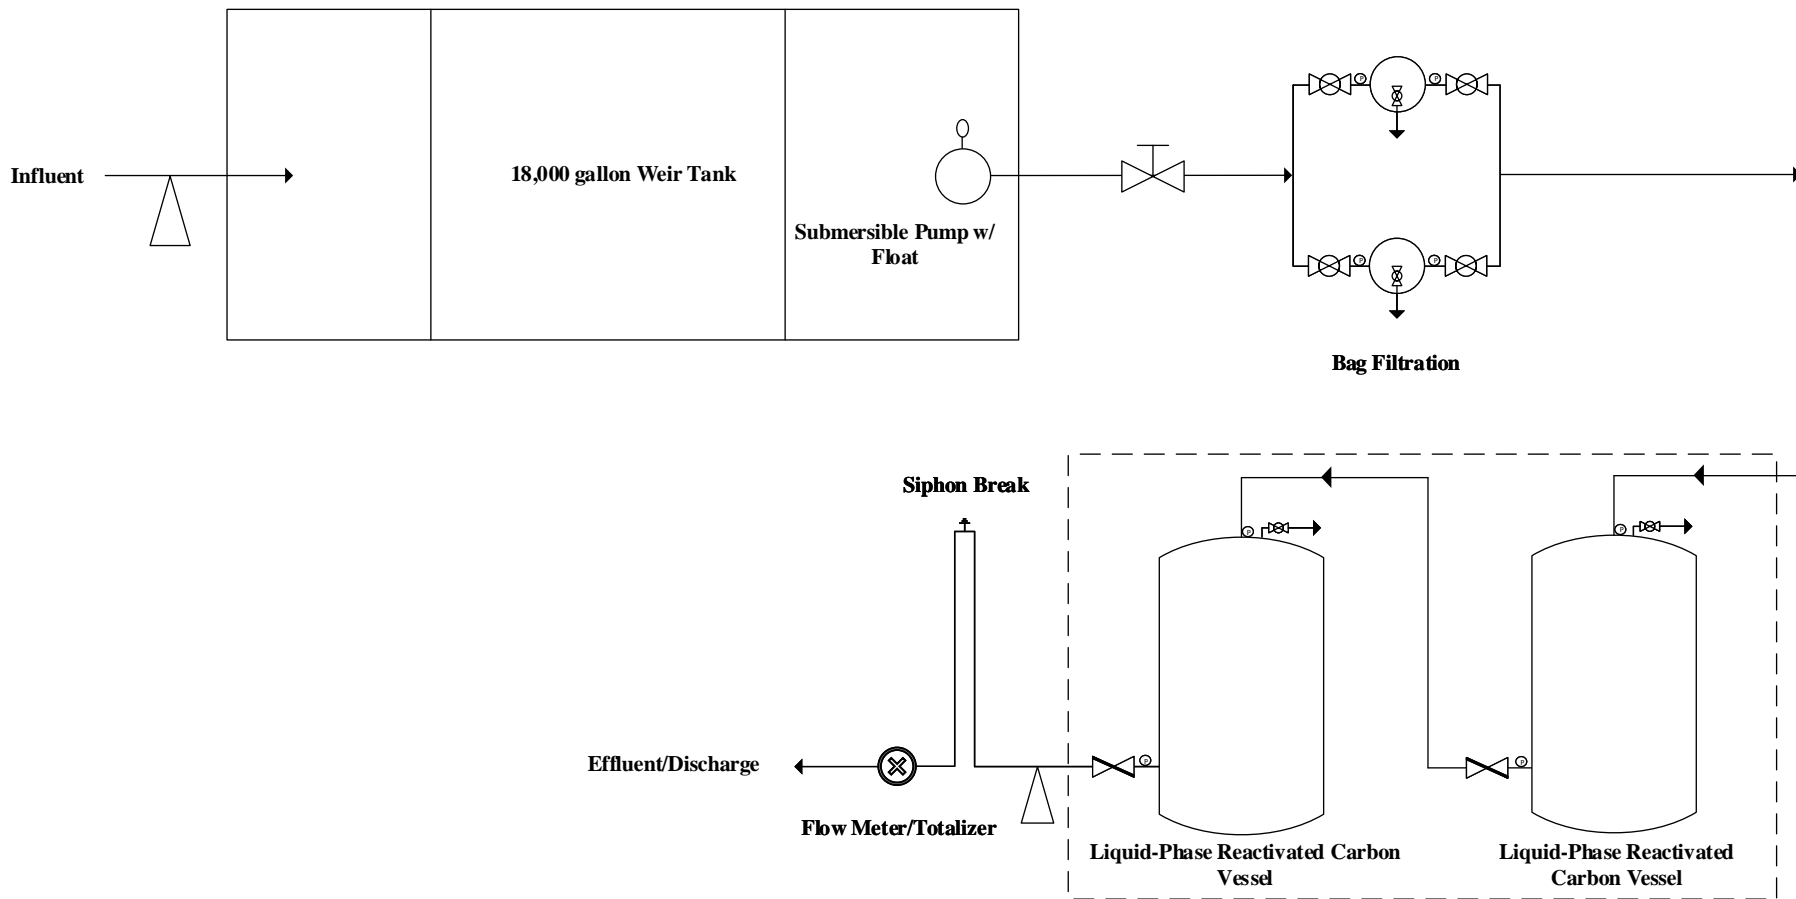 Influent
18,000 gallon Weir Tank
Submersible Pump w/
Float
P
P
P
P
Bag Filtration
Siphon Break
P
P
P
P
Effluent/Discharge
Flow Meter/Totalizer
Liquid-Phase Reactivated Carbon
Vessel
Liquid-Phase Reactivated
Carbon Vessel